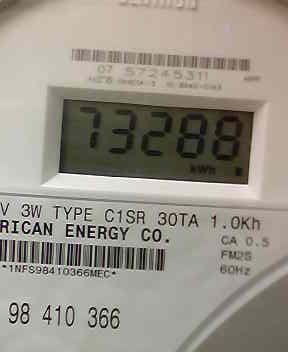 07 57245311
73288
kWh
V 3W TYPE C1SR 30TA 1.0Kh
RICAN ENERGY CO.
CA 0.5
FM2S
60Hz
*1NFS98410366MEC*
98 410 366